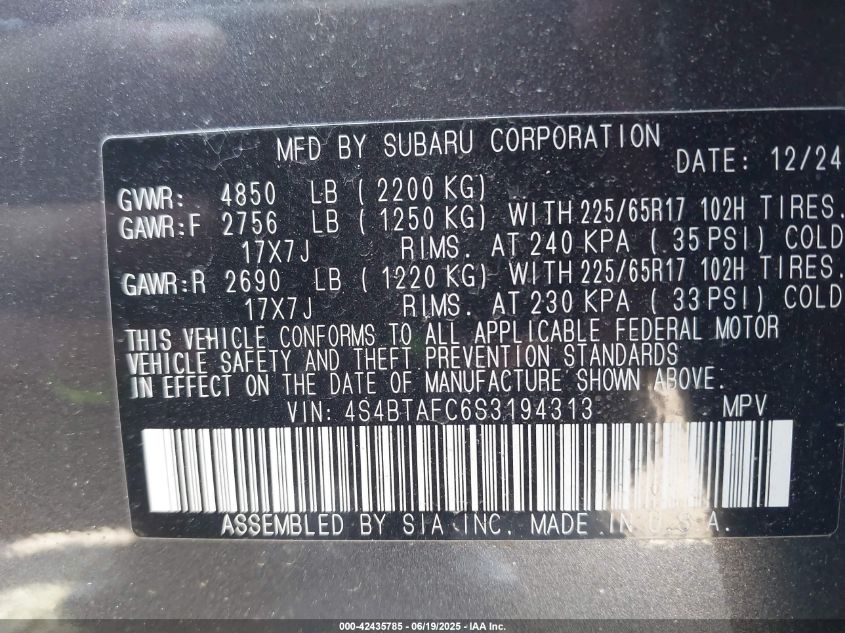 MFD BY SUBARU CORPORATION DATE: 12/24
GVWR: 4850 LB ( 2200 KG)
GAWR:F 2756 LB ( 1250 KG) WITH 225/65R17 102H TIRES.
17X7J RIMS. AT 240 KPA ( 35 PSI) COLD
GAWR:R 2690 LB ( 1220 KG) WITH 225/65R17 102H TIRES.
17X7J RIMS. AT 230 KPA ( 33 PSI) COLD
THIS VEHICLE CONFORMS TO ALL APPLICABLE FEDERAL MOTOR
VEHICLE SAFETY AND THEFT PREVENTION STANDARDS
IN EFFECT ON THE DATE OF MANUFACTURE SHOWN ABOVE.
VIN: 4S4BTAFC6S3194313 MPV
ASSEMBLED BY SIA INC. MADE IN U.S.A.
000-42435785 - 06/19/2025 - IAA Inc.